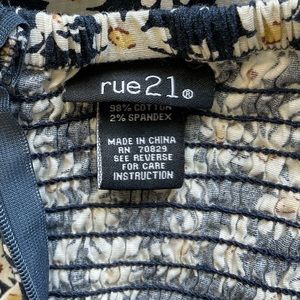 rue21®
98% COTTON
2% SPANDEX
MADE IN CHINA
RN 70829
SEE REVERSE
FOR CARE
INSTRUCTION